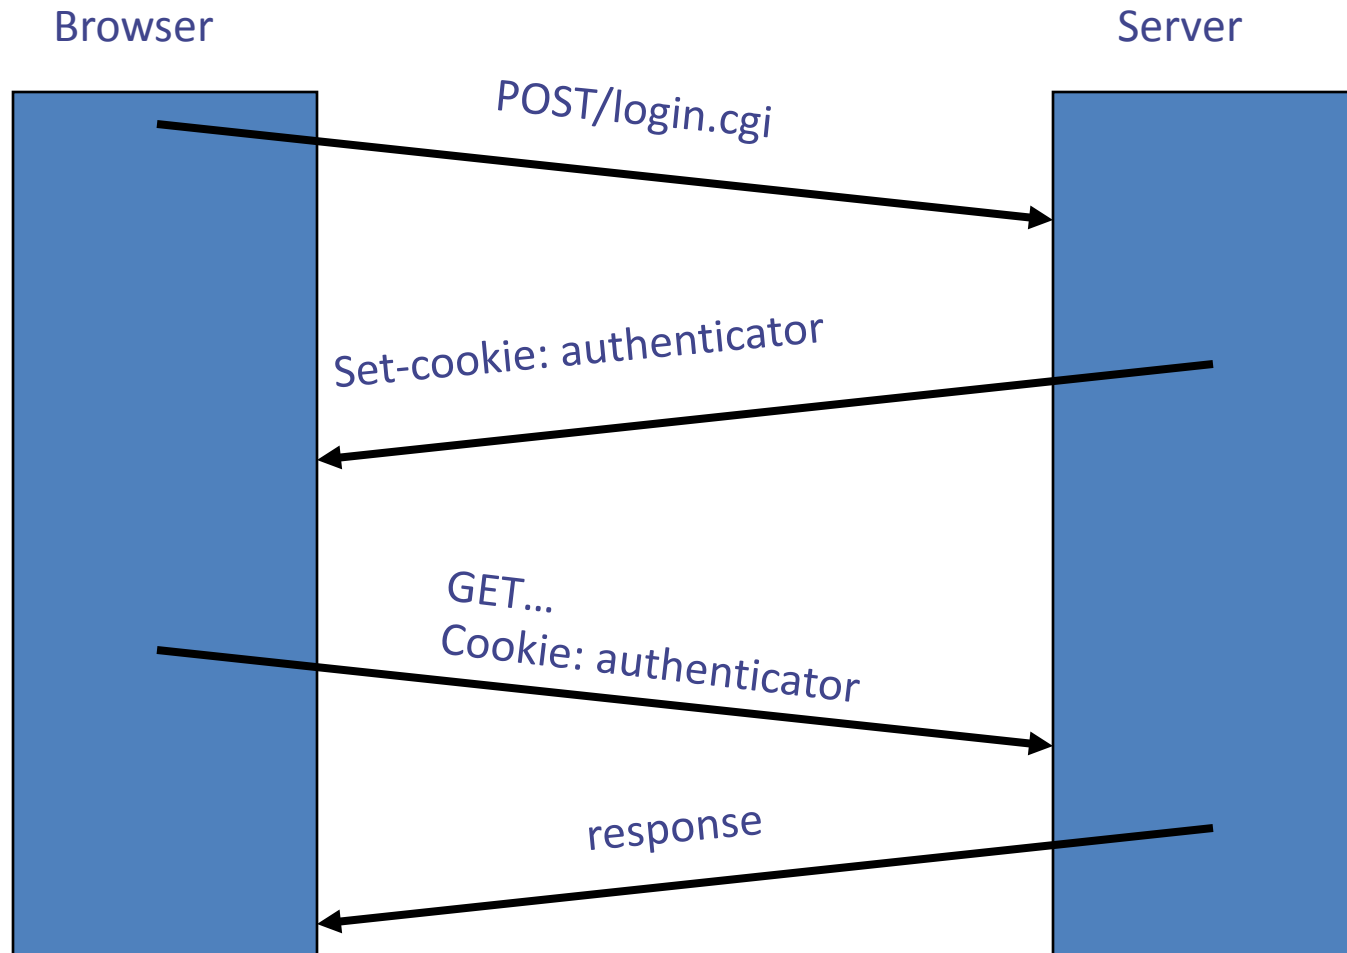 Browser
Server
POST/login.cgi
Set-cookie: authenticator
GET…
Cookie: authenticator
response